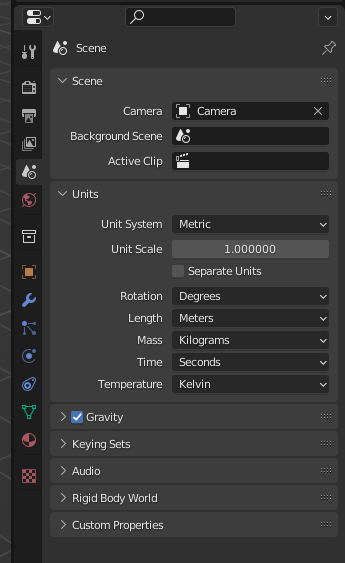 Scene
Scene
Camera Camera
Background Scene
Active Clip
Units
Unit System Metric
Unit Scale 1.000000
Separate Units
Rotation Degrees
Length Meters
Mass Kilograms
Time Seconds
Temperature Kelvin
Gravity
Keying Sets
Audio
Rigid Body World
Custom Properties